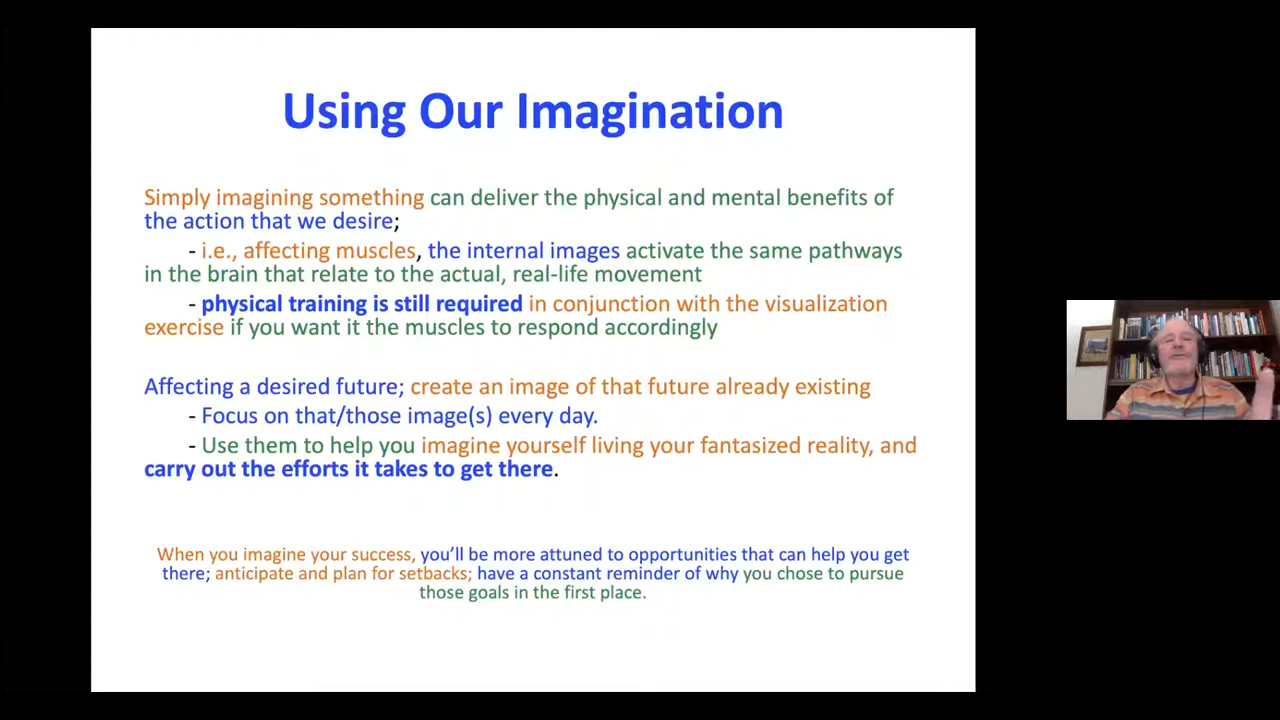 Using Our Imagination
Simply imagining something can deliver the physical and mental benefits of
the action that we desire;
- i.e., affecting muscles, the internal images activate the same pathways
in the brain that relate to the actual, real-life movement
- physical training is still required in conjunction with the visualization
exercise if you want it the muscles to respond accordingly
Affecting a desired future; create an image of that future already existing
- Focus on that/those image(s) every day.
- Use them to help you imagine yourself living your fantasized reality, and
carry out the efforts it takes to get there.
When you imagine your success, you’ll be more attuned to opportunities that can help you get
there; anticipate and plan for setbacks; have a constant reminder of why you chose to pursue
those goals in the first place.